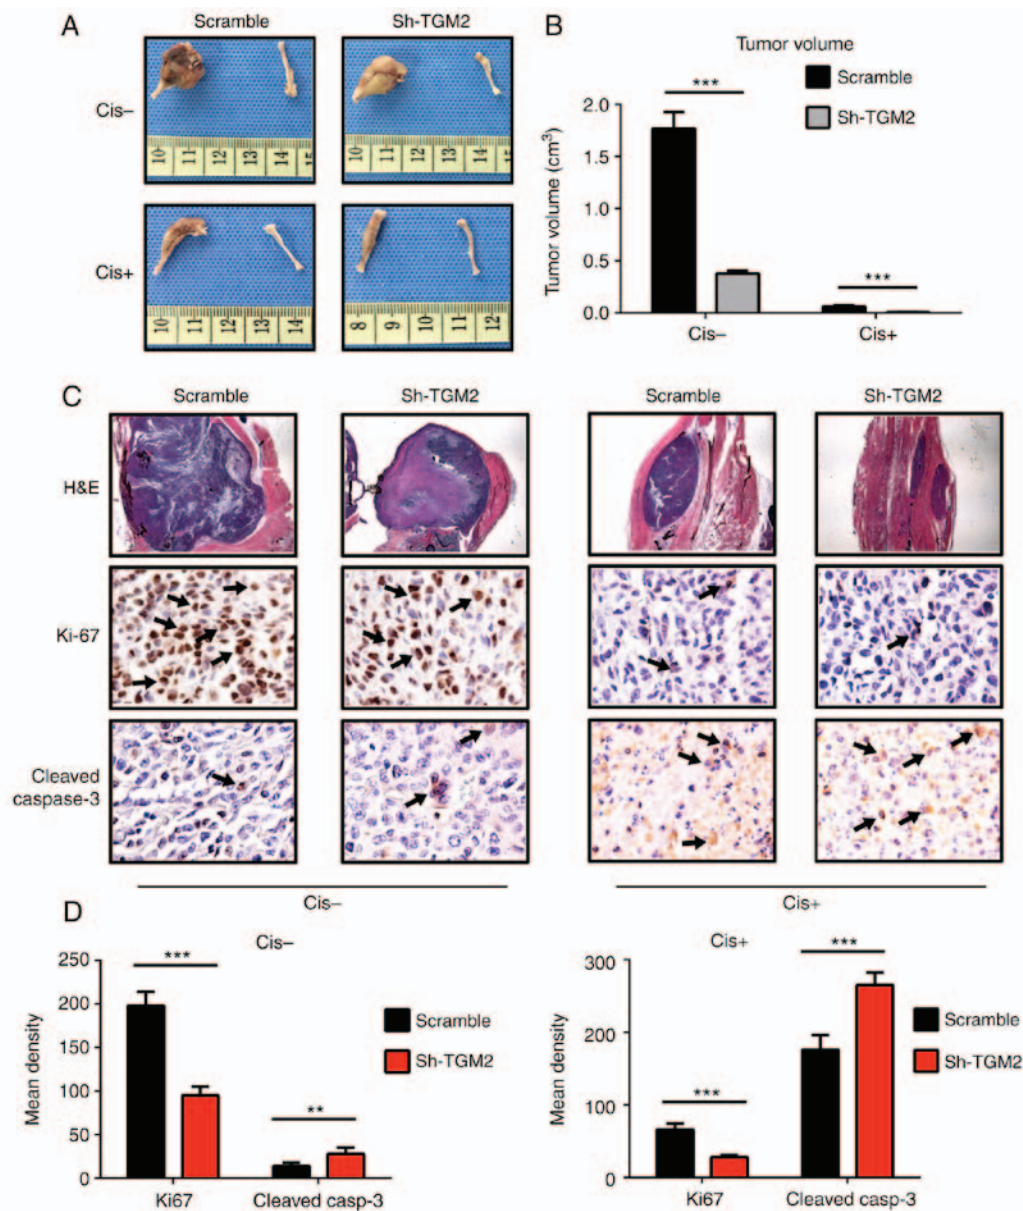 A
Scramble
Sh-TGM2
Cis–
10 11 12 13 14 15
10 11 12 13 14 15
Cis+
10 11 12 13 14
8 9 10 11 12
B
Tumor volume
Scramble
Sh-TGM2
***
***
Tumor volume (cm³)
2.0
1.5
1.0
0.5
0.0
Cis–
Cis+
C
Scramble
Sh-TGM2
Scramble
Sh-TGM2
H&E
Ki-67
Cleaved
caspase-3
Cis–
Cis+
D
Cis–
***
**
Scramble
Sh-TGM2
Mean density
250
200
150
100
50
0
Ki67
Cleaved casp-3
Cis+
***
***
Scramble
Sh-TGM2
Mean density
300
200
100
0
Ki67
Cleaved casp-3